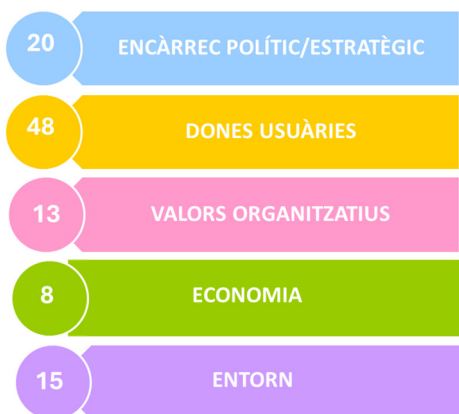 20 ENCÀRREC POLÍTIC/ESTRATÈGIC
48 DONES USUÀRIES
13 VALORS ORGANITZATIUS
8 ECONOMIA
15 ENTORN